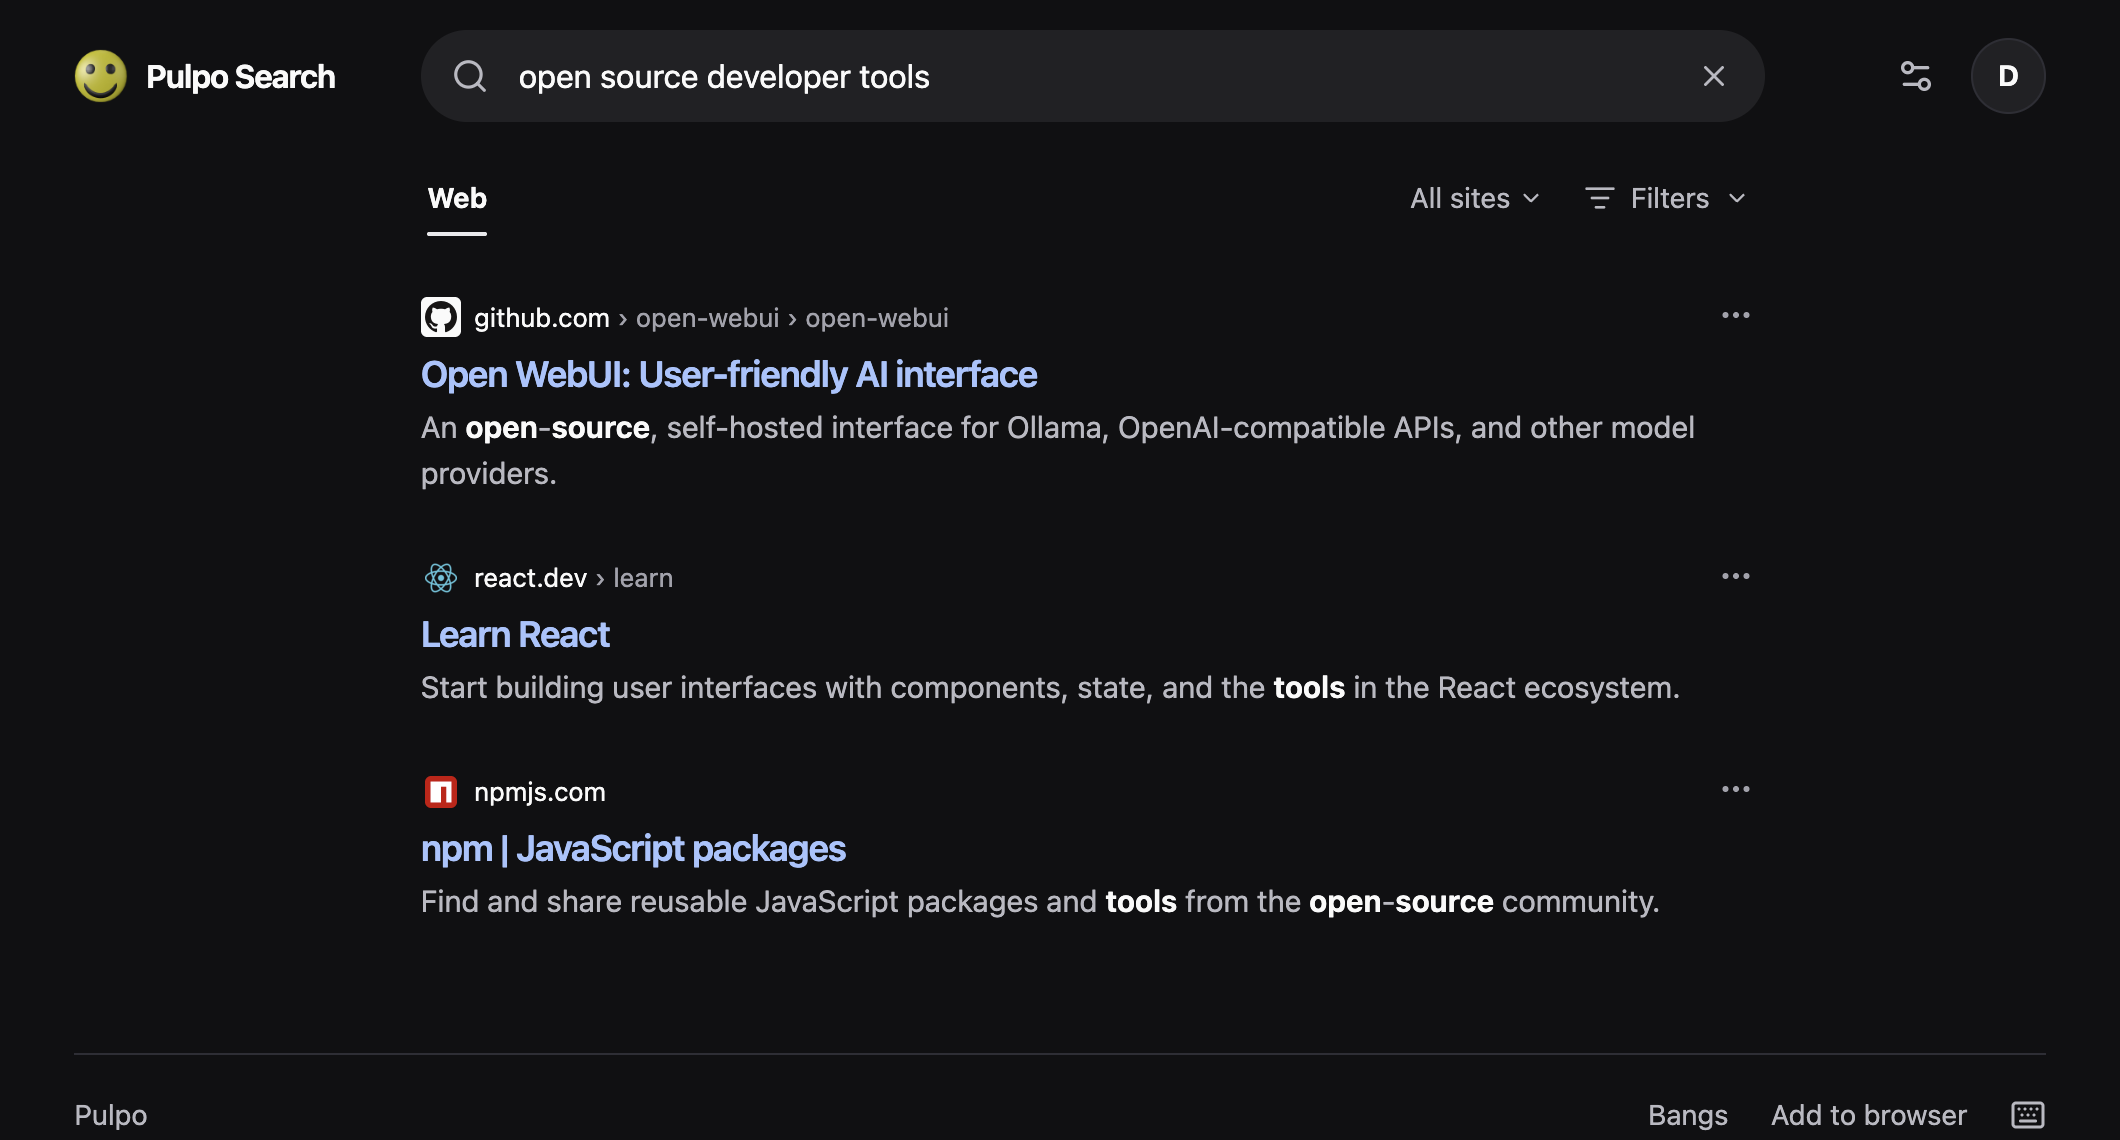 Pulpo Search
open source developer tools
D
Web
All sites
Filters
github.com › open-webui › open-webui
Open WebUI: User-friendly AI interface
An open-source, self-hosted interface for Ollama, OpenAI-compatible APIs, and other model
providers.
react.dev › learn
Learn React
Start building user interfaces with components, state, and the tools in the React ecosystem.
npmjs.com
npm | JavaScript packages
Find and share reusable JavaScript packages and tools from the open-source community.
Pulpo
Bangs
Add to browser